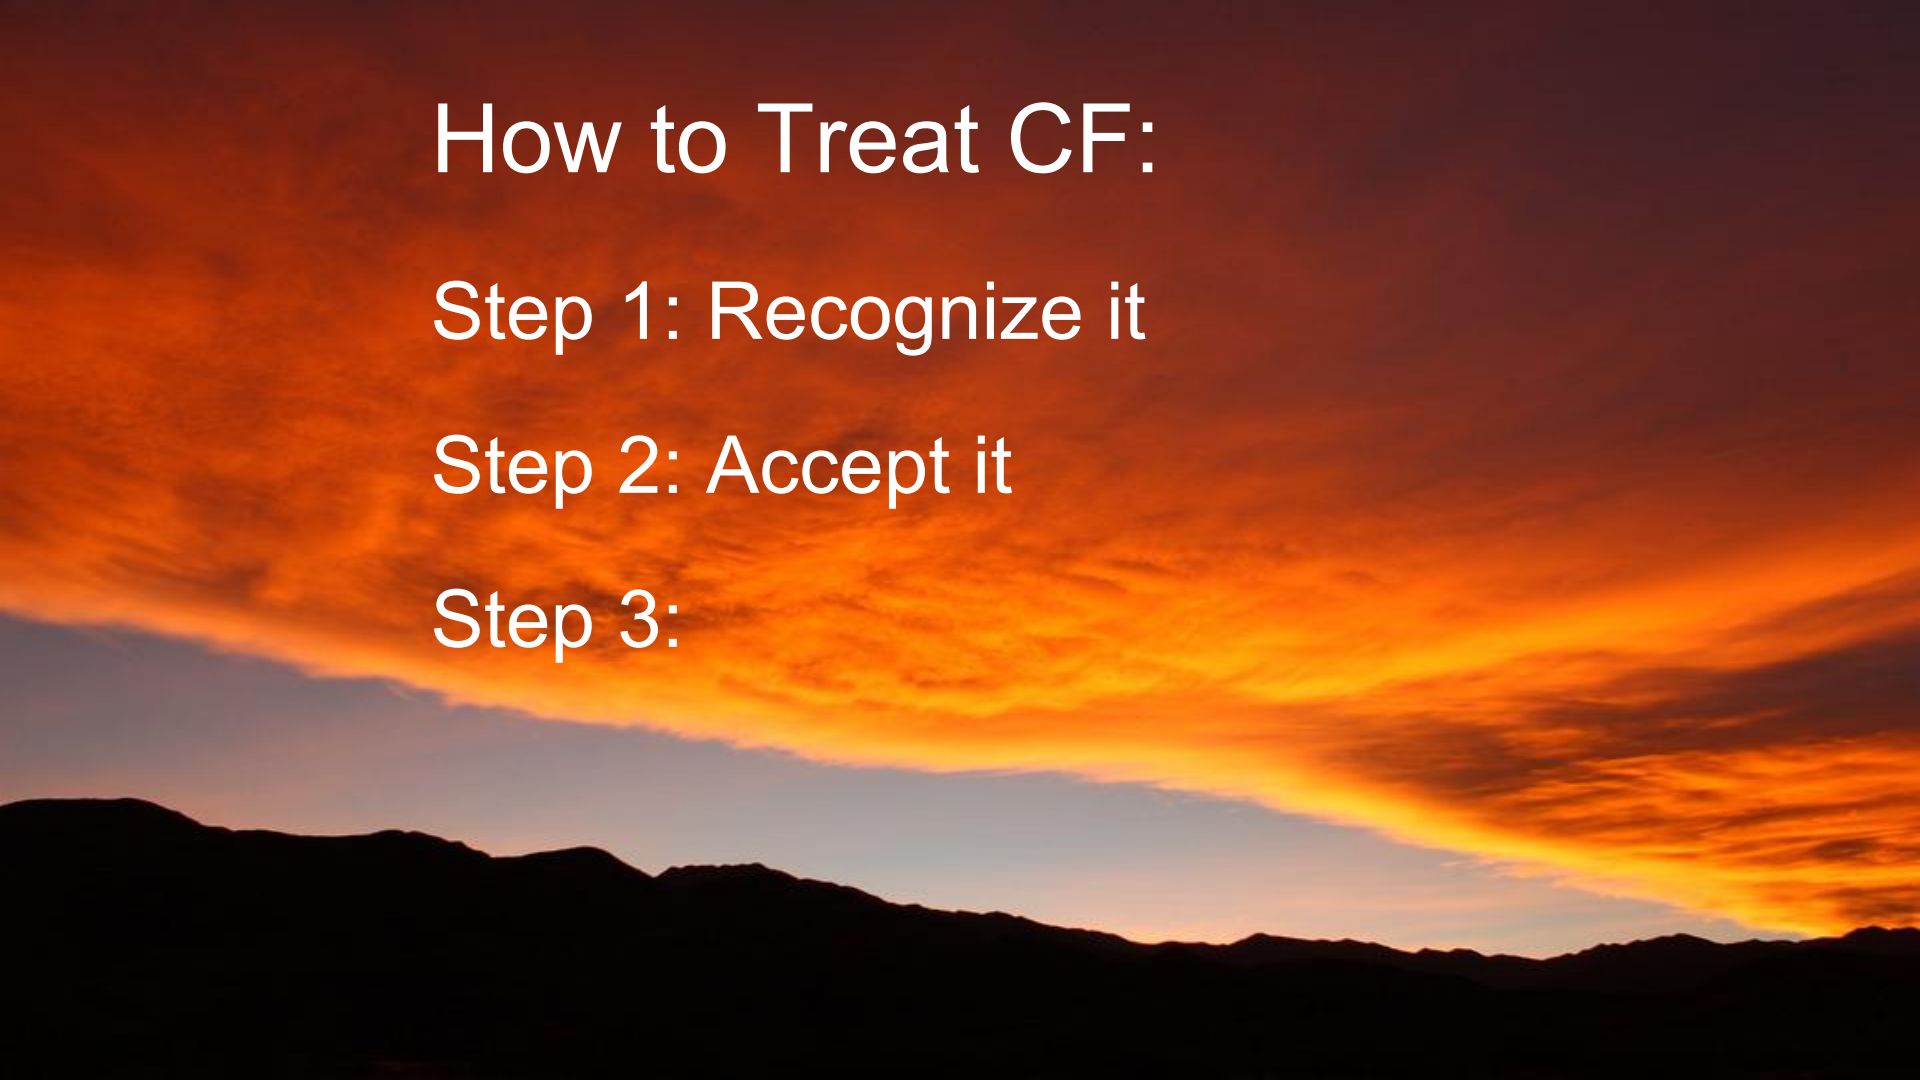 How to Treat CF:
Step 1: Recognize it
Step 2: Accept it
Step 3: